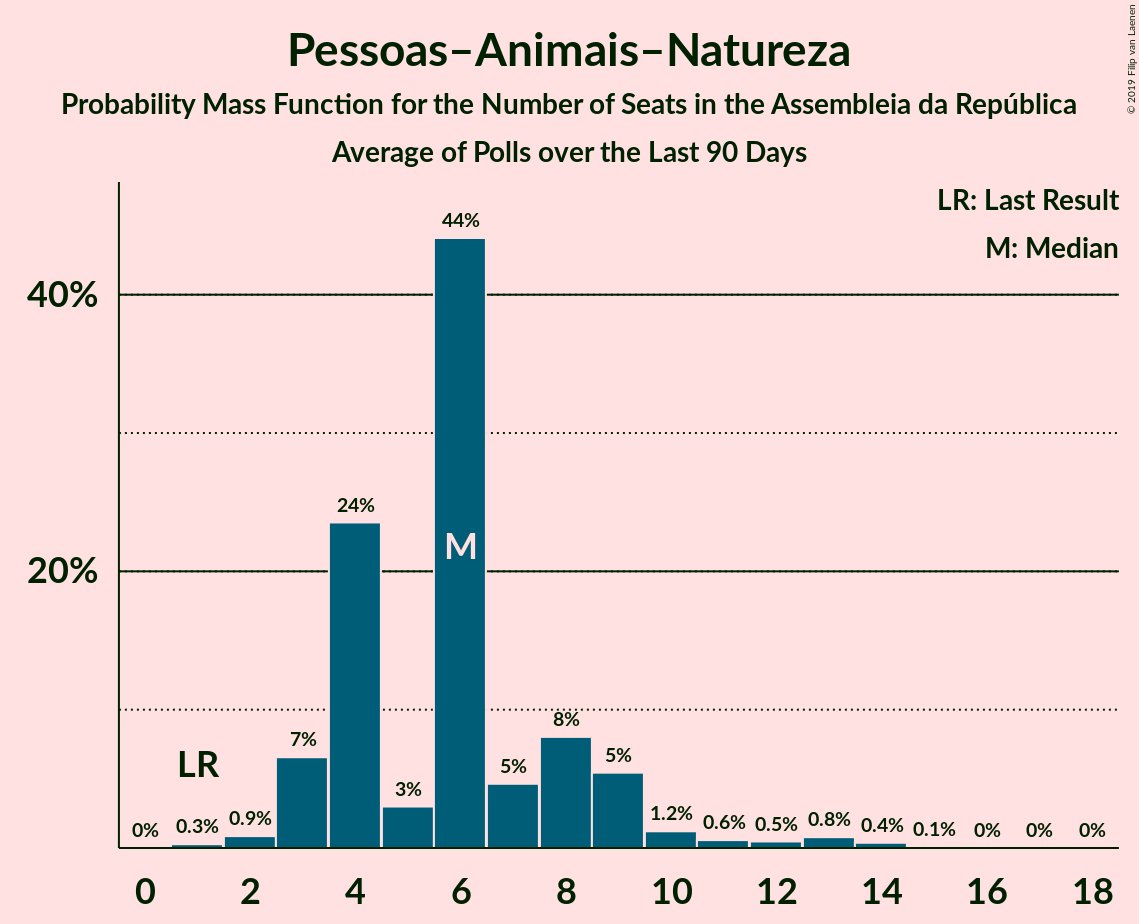 Pessoas–Animais–Natureza
Probability Mass Function for the Number of Seats in the Assembleia da República
Average of Polls over the Last 90 Days
© 2019 Filip van Laenen
LR: Last Result
M: Median
40%
20%
0%
0.3%
0.9%
7%
24%
3%
44%
5%
8%
5%
1.2%
0.6%
0.5%
0.8%
0.4%
0.1%
0%
0%
0%
LR
M
0 2 4 6 8 10 12 14 16 18